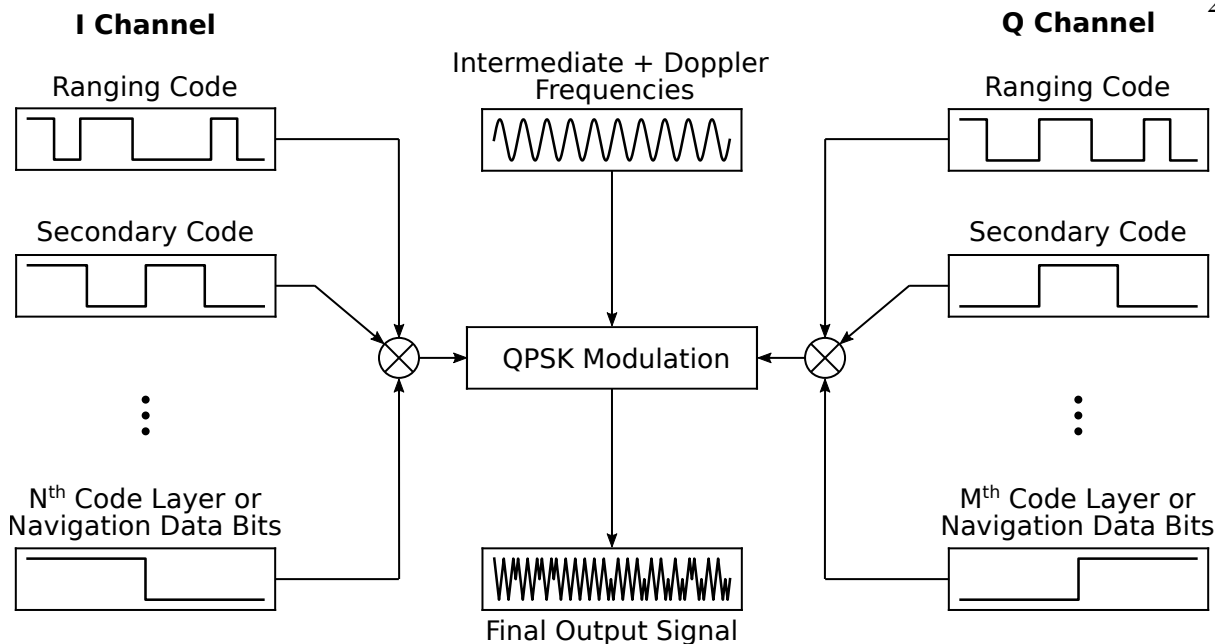 I Channel
Ranging Code
Secondary Code
Nth Code Layer or
Navigation Data Bits
Intermediate + Doppler
Frequencies
QPSK Modulation
Final Output Signal
Q Channel
Ranging Code
Secondary Code
Mth Code Layer or
Navigation Data Bits